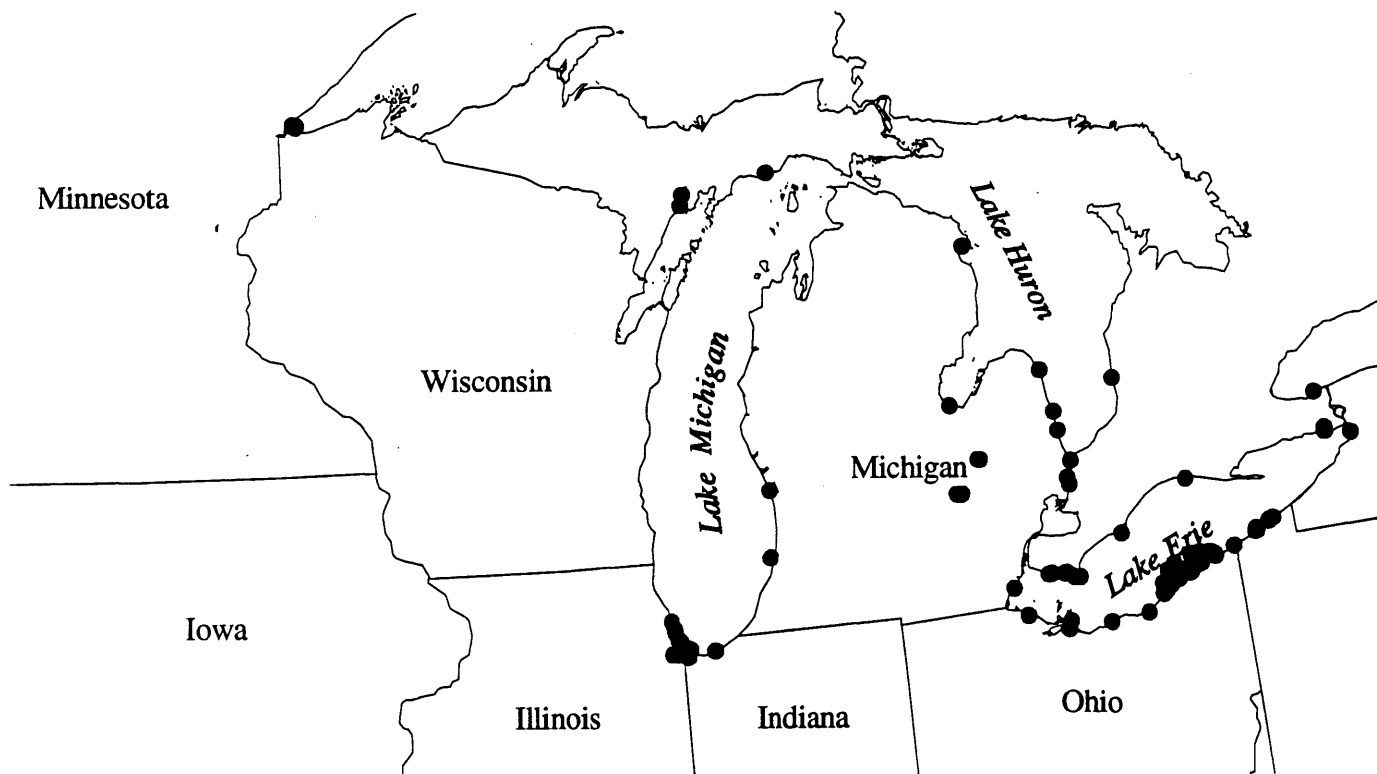 Minnesota
Lake Huron
Wisconsin
Lake Michigan
Michigan
Lake Erie
Iowa
Illinois
Indiana
Ohio